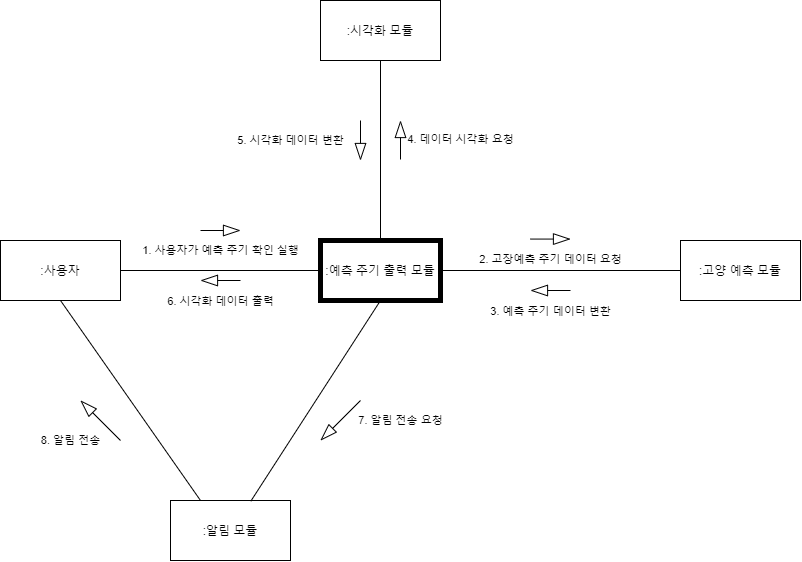 :시각화 모듈
5. 시각화 데이터 변환
4. 데이터 시각화 요청
1. 사용자가 예측 주기 확인 실행
2. 고장예측 주기 데이터 요청
:사용자
:예측 주기 출력 모듈
:고양 예측 모듈
6. 시각화 데이터 출력
3. 예측 주기 데이터 변환
7. 알림 전송 요청
8. 알림 전송
:알림 모듈